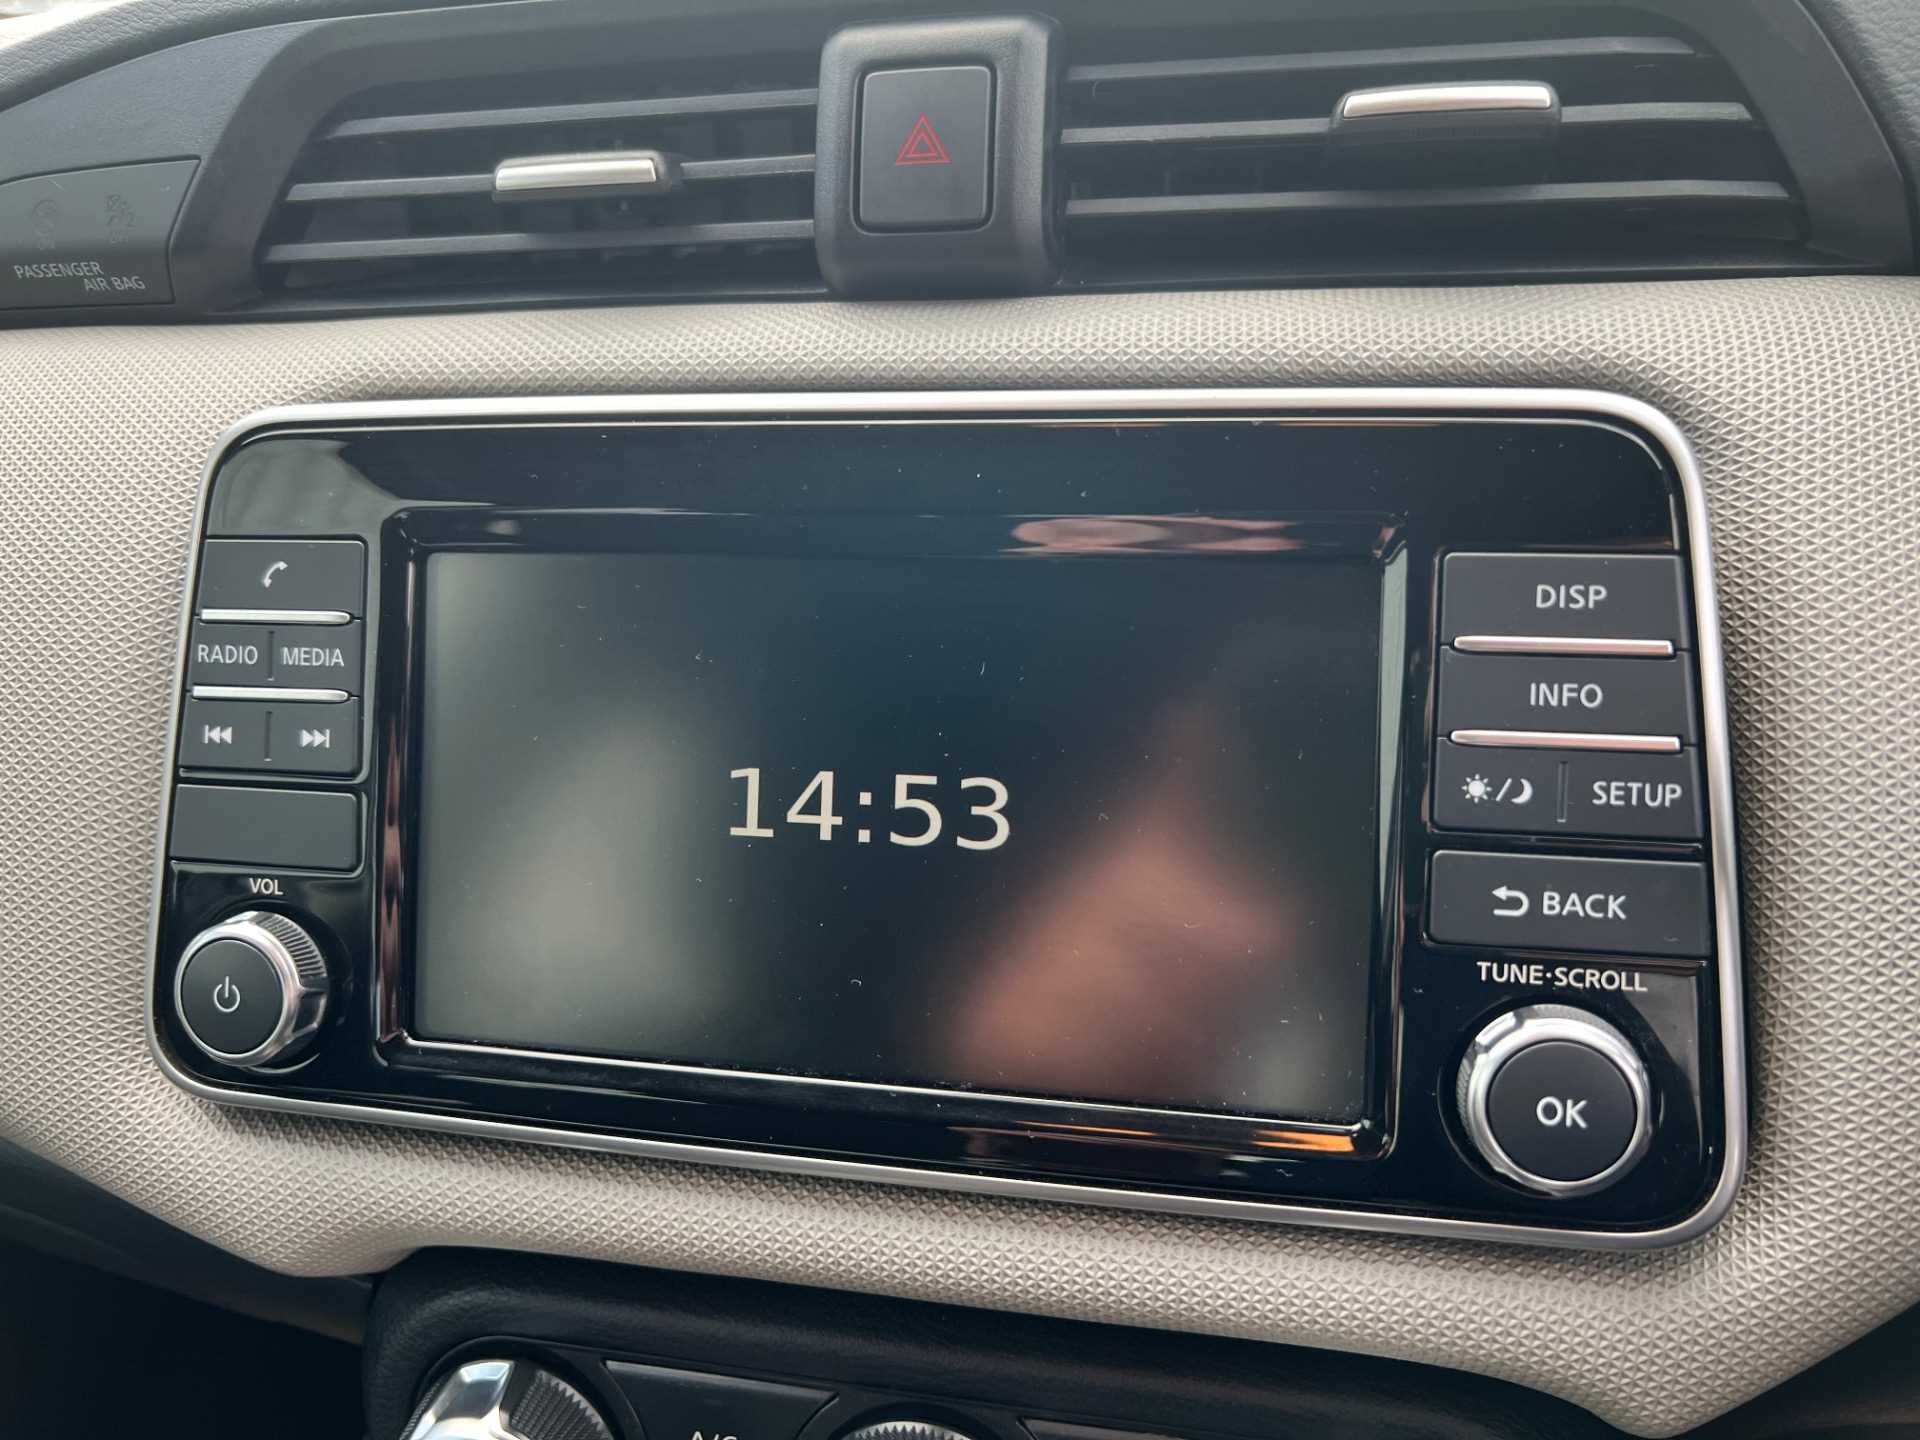 PASSENGER
AIR BAG
RADIO MEDIA
VOL
14:53
DISP
INFO
SETUP
BACK
TUNE·SCROLL
OK